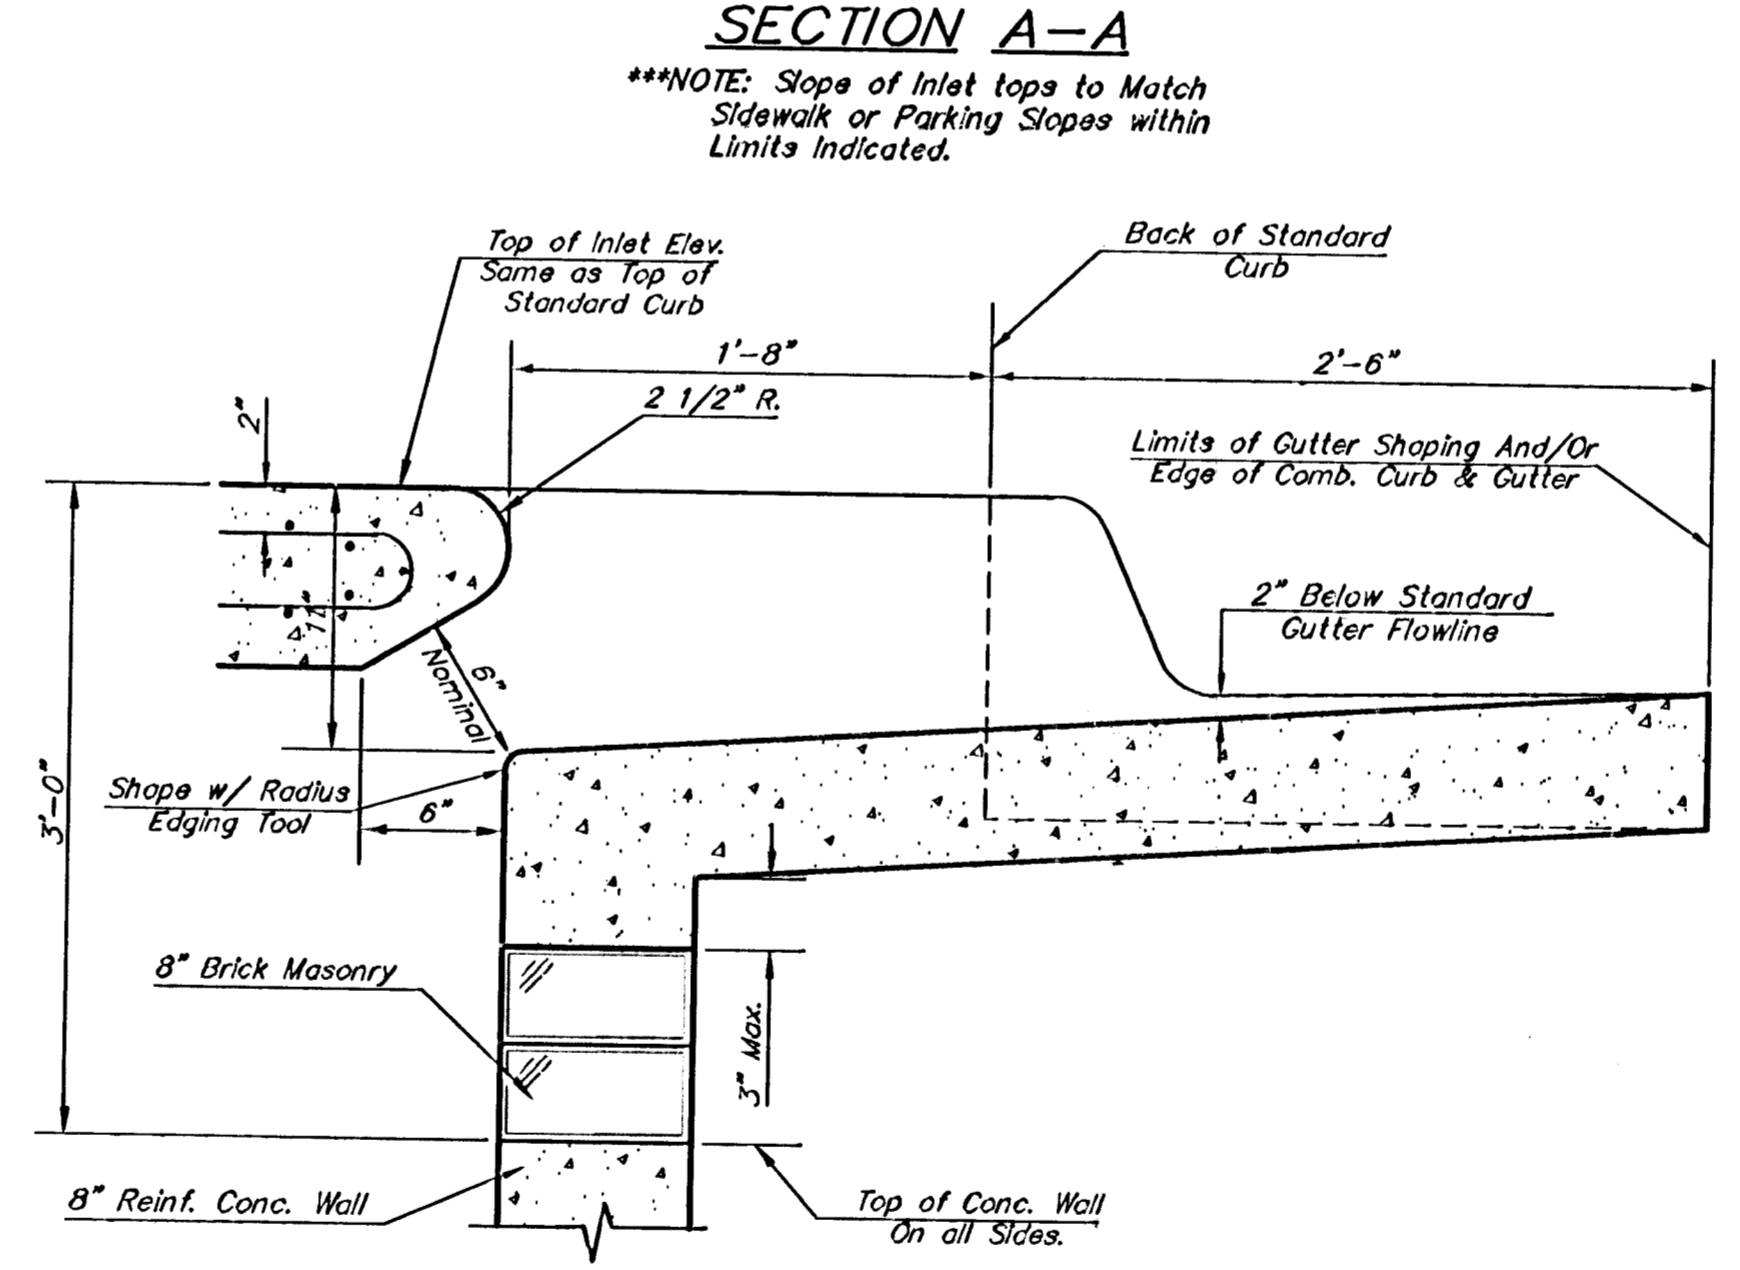 SECTION A-A
***NOTE: Slope of Inlet tops to Match
Sidewalk or Parking Slopes within
Limits Indicated.
Top of Inlet Elev.
Same as Top of
Standard Curb
Back of Standard
Curb
1'-8"
2'-6"
2 1/2" R.
2"
Limits of Gutter Shaping And/Or
Edge of Comb. Curb & Gutter
11"
2" Below Standard
Gutter Flowline
6"
Nominal
3'-0"
Shape w/ Radius
Edging Tool
6"
8" Brick Masonry
3" Max.
8" Reinf. Conc. Wall
Top of Conc. Wall
On all Sides.